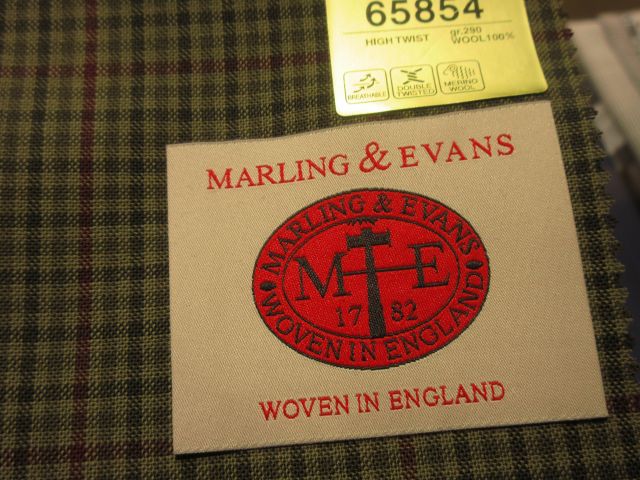 65854
HIGH TWIST gr.290 WOOL100%
BREATHABLE DOUBLE TWISTED MERINO WOOL
MARLING & EVANS
MARLING & EVANS
M E
17 82
WOVEN IN ENGLAND
WOVEN IN ENGLAND